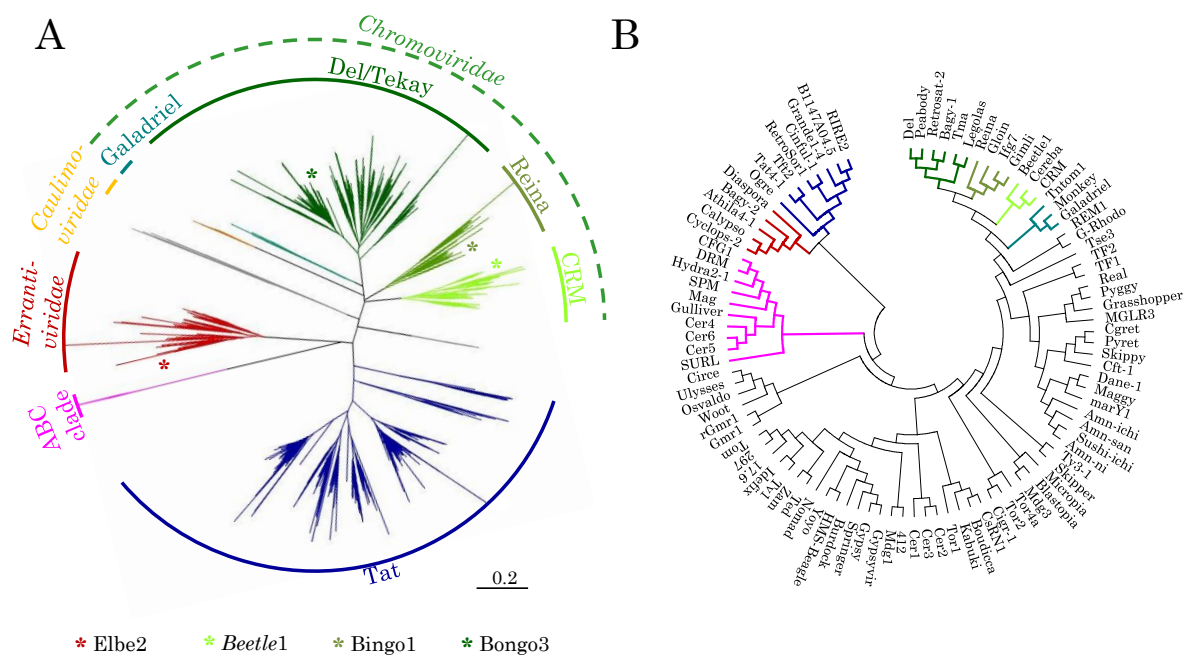 A
B
Chromoviridae
Del/Tekay
Galadriel
Caulimo-
viridae
Reina
CRM
Erranti-
viridae
ABC
clade
Tat
0.2
* Elbe2
* Beetle1
* Bingo1
* Bongo3
Del
Peabody
Retrosat-2
Bagy-1
Tma
Legolas
Reina
Gloin
Ifg7
Gimli
Beetle1
Cereba
CRM
Tntom1
Monkey
Galadriel
REM1
G-Rhodo
Tse3
TF2
TF1
Real
Pyggy
Grasshopper
MGLR3
Cgret
Pyret
Skippy
Cft-1
Dane-1
Maggy
marY1
Amn-ichi
Amn-san
Sushi-ichi
Amn-ni
Ty3-1
Skipper
Micropia
Blastopia
Mdg3
Tor4a
Tor2
Cigr-1
CsRN1
Boudicca
Kabuki
Tor1
Cer2
Cer3
Cer1
412
Mdg1
Gypsyvir
Gypsy
Springer
Burdock
HMS-Beagle
Yoyo
Nomad
Ted
Zam
Tv1
Idefix
17.6
297
Tom
Gmr1
rGmr1
Woot
Osvaldo
Ulysses
Circe
SURL
Cer5
Cer6
Cer4
Gulliver
Mag
SPM
Hydra2-1
DRM
CFG1
Cyclops-2
Calypso
Athila4-1
Bagy-2
Diaspora
Ogre
Tat4-1
Tft2
RetroSor1
Cinful-1
Grande1-4
B1147A04.5
RIRE2